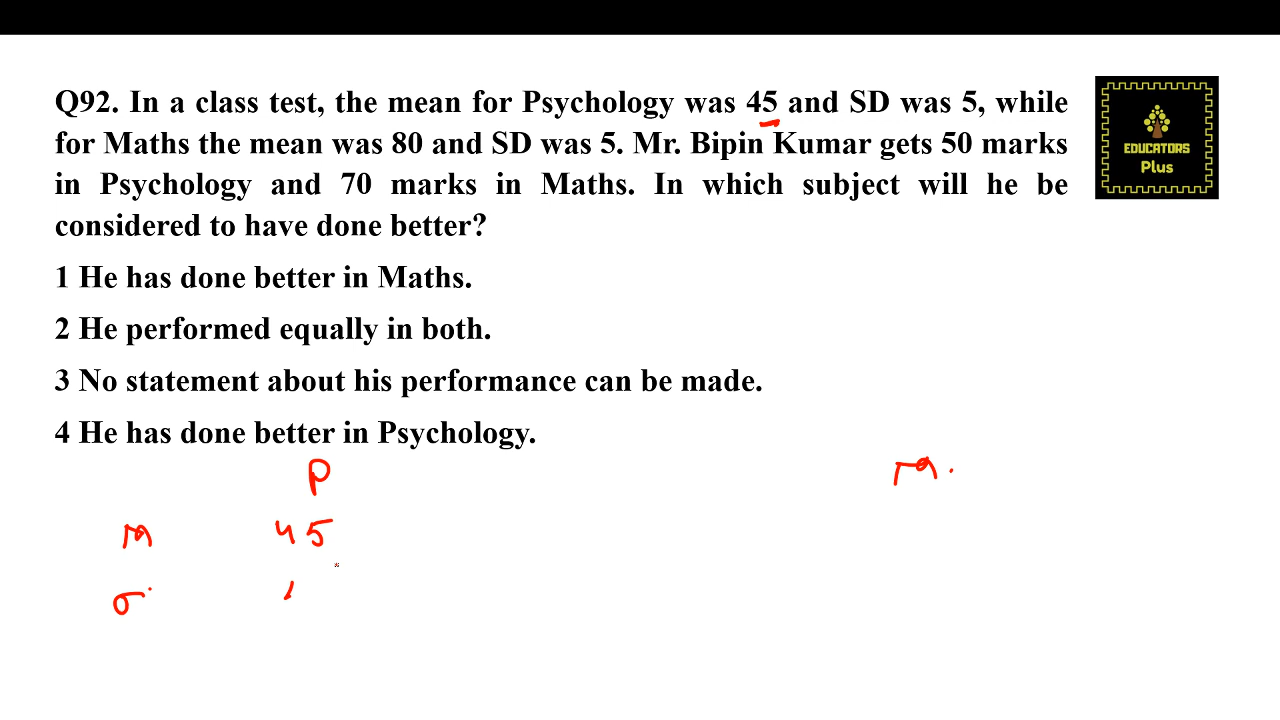 Q92. In a class test, the mean for Psychology was 45 and SD was 5, while
for Maths the mean was 80 and SD was 5. Mr. Bipin Kumar gets 50 marks
in Psychology and 70 marks in Maths. In which subject will he be
considered to have done better?
EDUCATORS
Plus
1 He has done better in Maths.
2 He performed equally in both.
3 No statement about his performance can be made.
4 He has done better in Psychology.
P M.
M 45
σ